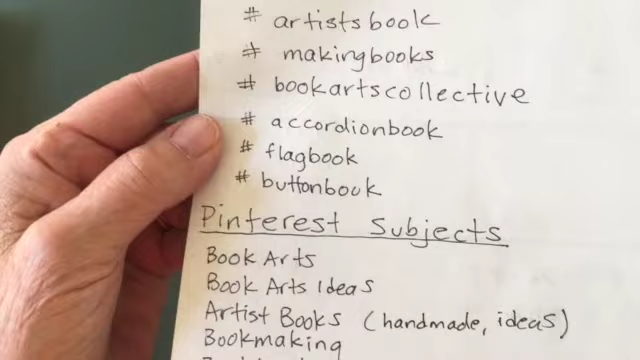 # artistsbook
# makingbooks
# bookartscollective
# accordionbook
# flagbook
# buttonbook
Pinterest Subjects
Book Arts
Book Arts Ideas
Artist Books (handmade, ideas)
Bookmaking